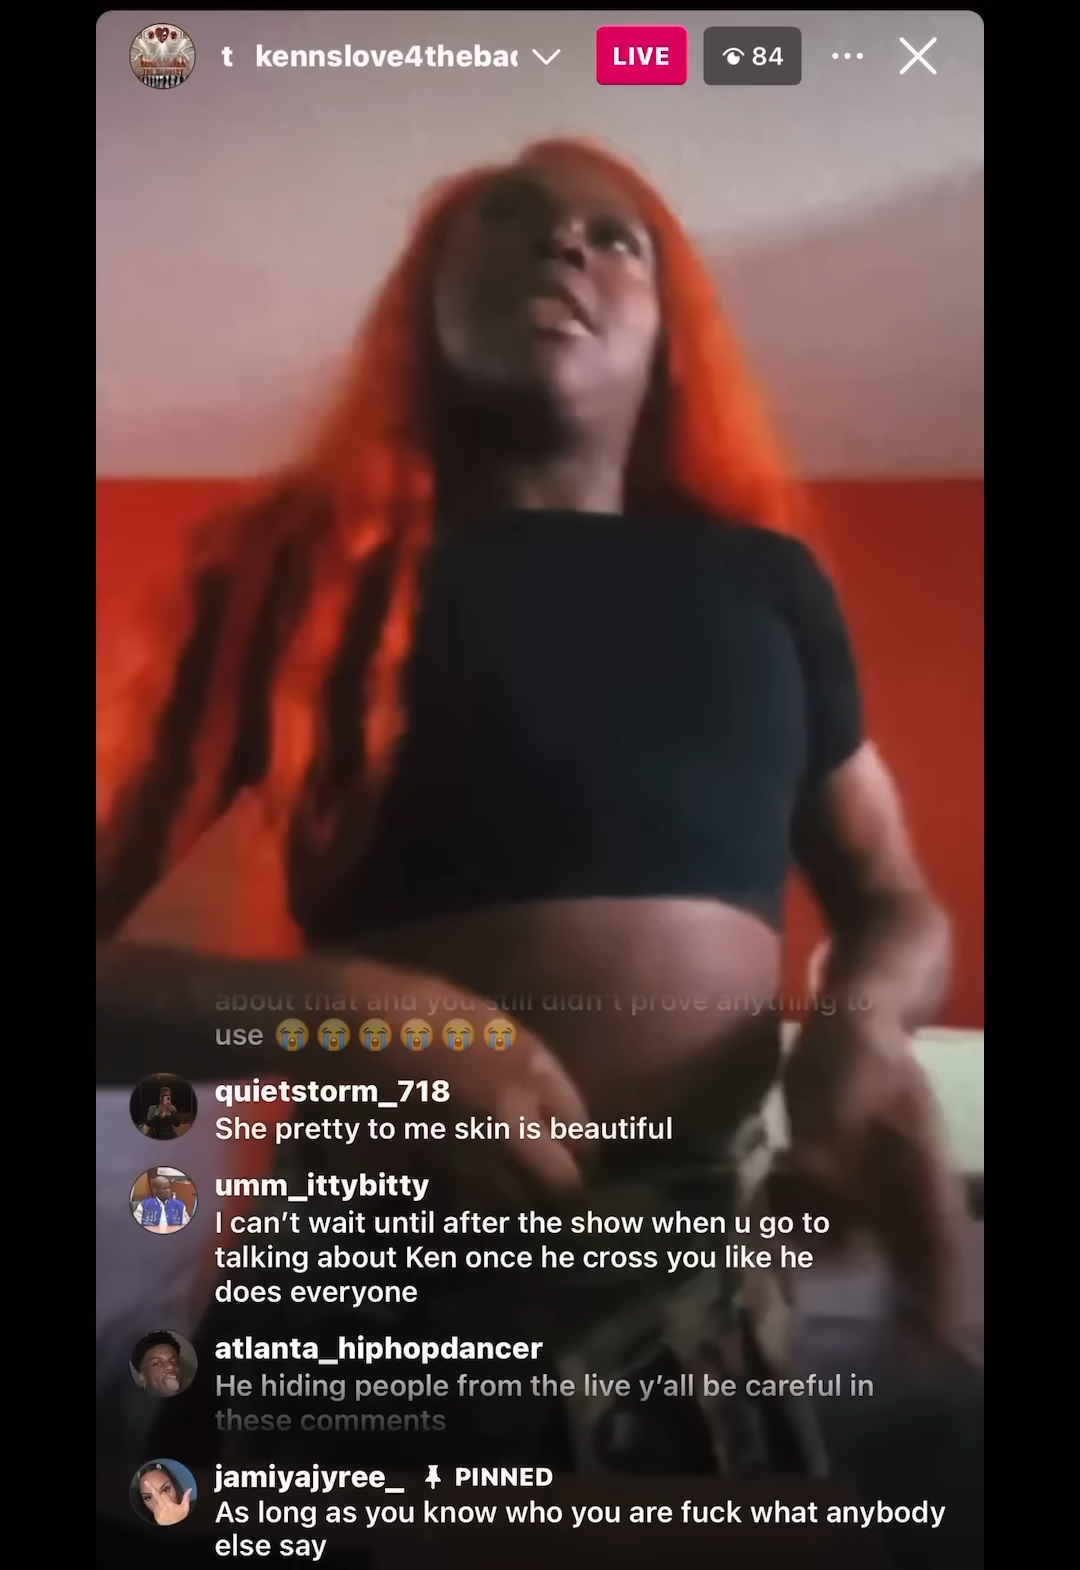 t kennslove4thebac
LIVE
84
about that and you still didn't prove anything to
use 😭😭😭😭😭😭
quietstorm_718
She pretty to me skin is beautiful
umm_ittybitty
I can't wait until after the show when u go to
talking about Ken once he cross you like he
does everyone
atlanta_hiphopdancer
He hiding people from the live y'all be careful in
these comments
jamiyajyree_ PINNED
As long as you know who you are fuck what anybody
else say